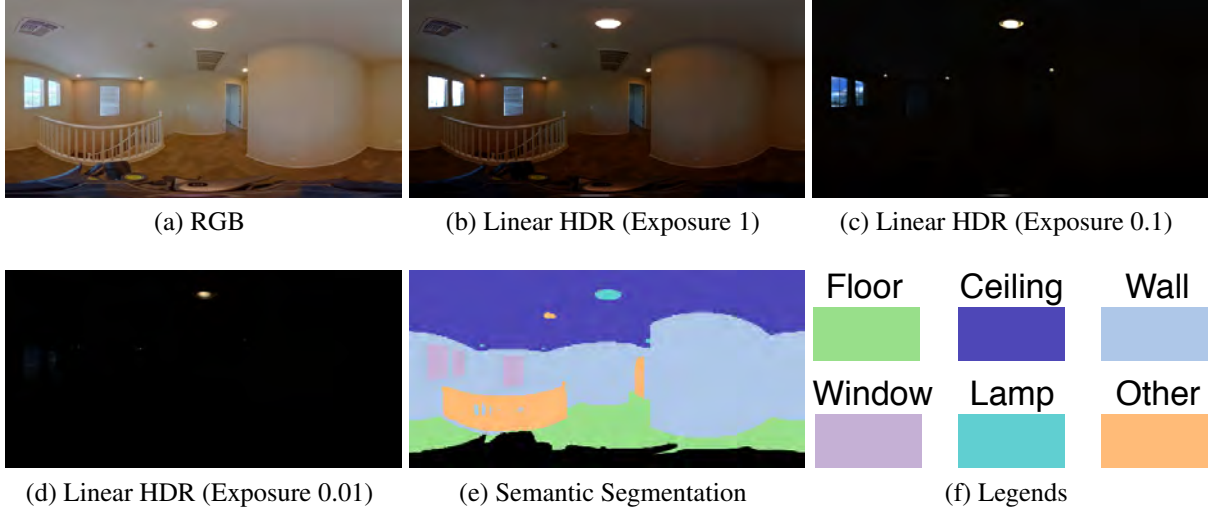 (a) RGB
(b) Linear HDR (Exposure 1)
(c) Linear HDR (Exposure 0.1)
Floor
Ceiling
Wall
Window
Lamp
Other
(d) Linear HDR (Exposure 0.01)
(e) Semantic Segmentation
(f) Legends